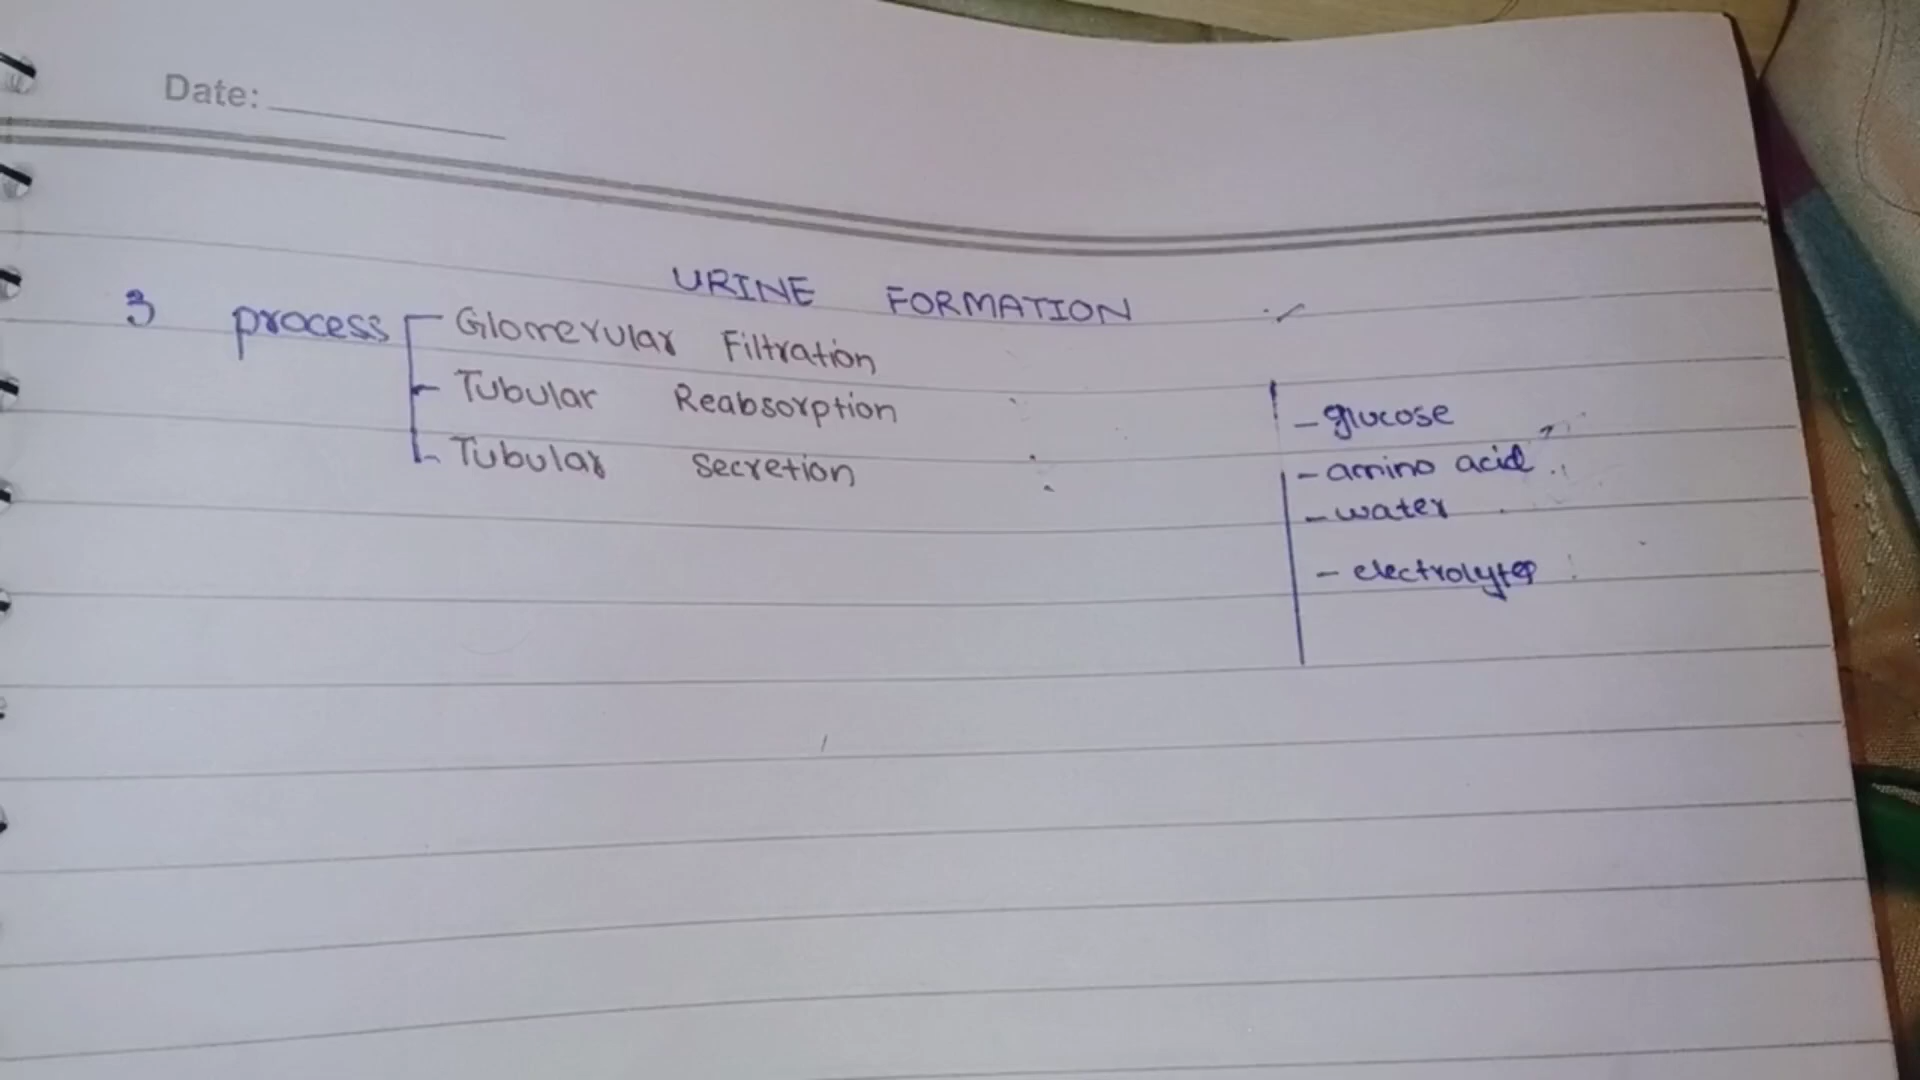 Date:
URINE FORMATION
3 process
Glomerular Filtration
Tubular Reabsorption
Tubular Secretion
- glucose
- amino acid
- water
- electrolytes